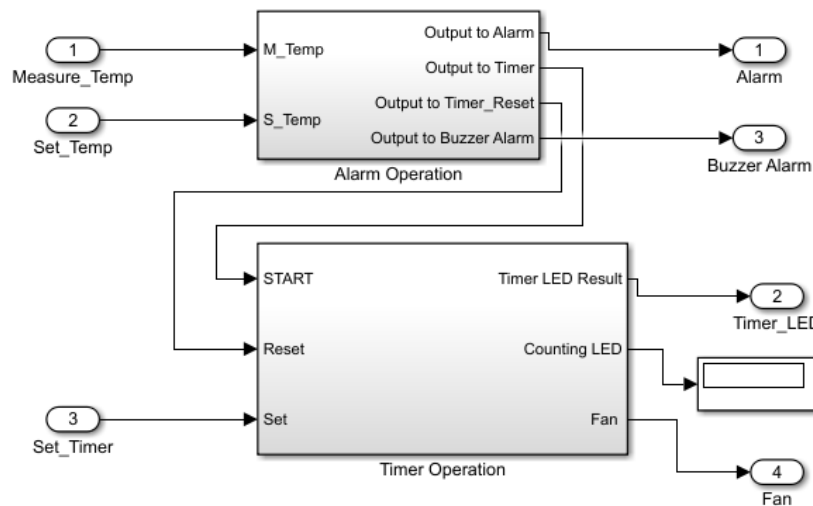 1
Measure_Temp
2
Set_Temp
M_Temp
S_Temp
Output to Alarm
Output to Timer
Output to Timer_Reset
Output to Buzzer Alarm
Alarm Operation
1
Alarm
3
Buzzer Alarm
START
Reset
Set
Timer LED Result
Counting LED
Fan
Timer Operation
3
Set_Timer
2
Timer_LED
4
Fan